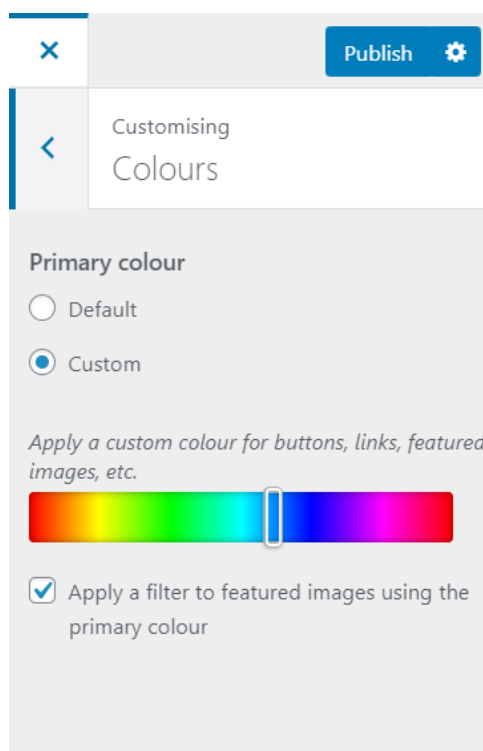 Publish
Customising
Colours
Primary colour
Default
Custom
Apply a custom colour for buttons, links, featured
images, etc.
Apply a filter to featured images using the
primary colour